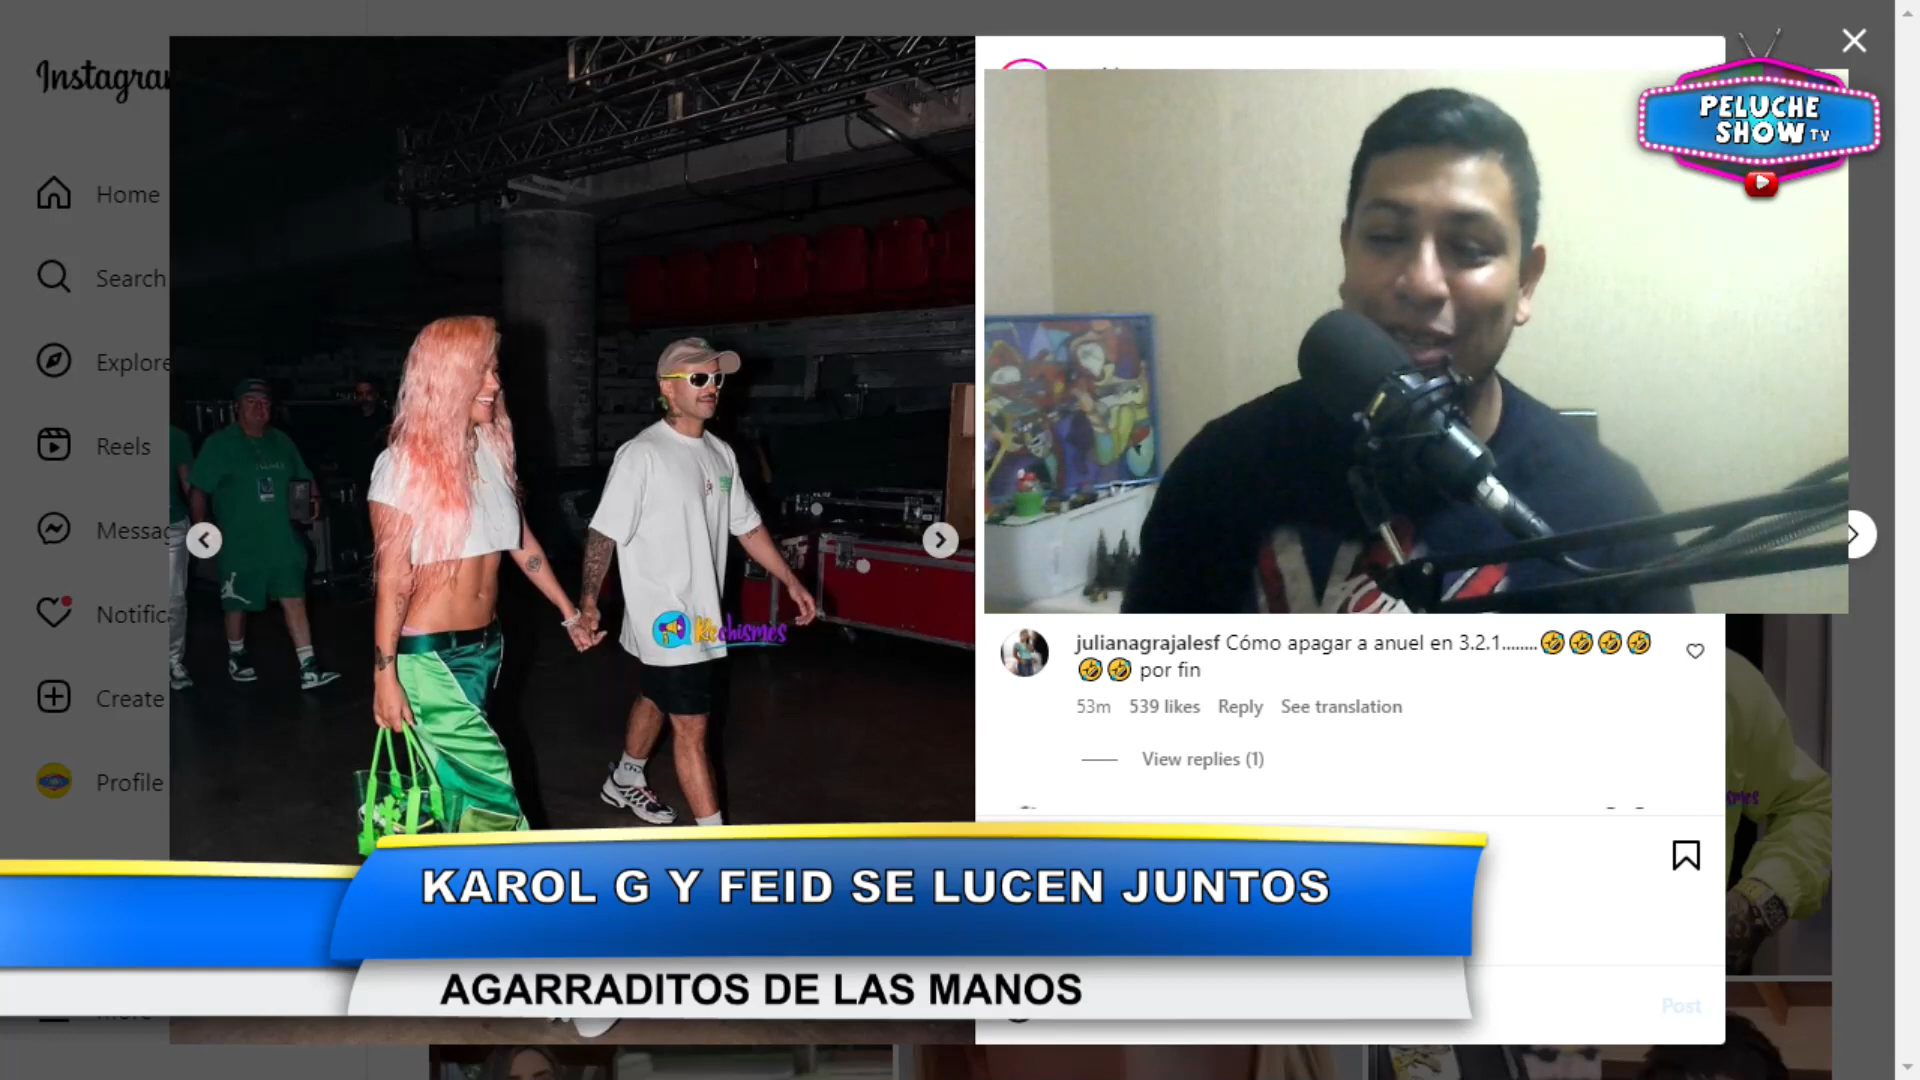 Instagram
Home
Search
Explore
Reels
Messag
Notific
Create
Profile
PELUCHE
SHOW TV
Ke chismes
julianagrajalesf Cómo apagar a anuel en 3.2.1........🤣🤣🤣🤣
🤣🤣 por fin
53m 539 likes Reply See translation
View replies (1)
KAROL G Y FEID SE LUCEN JUNTOS
AGARRADITOS DE LAS MANOS
Post